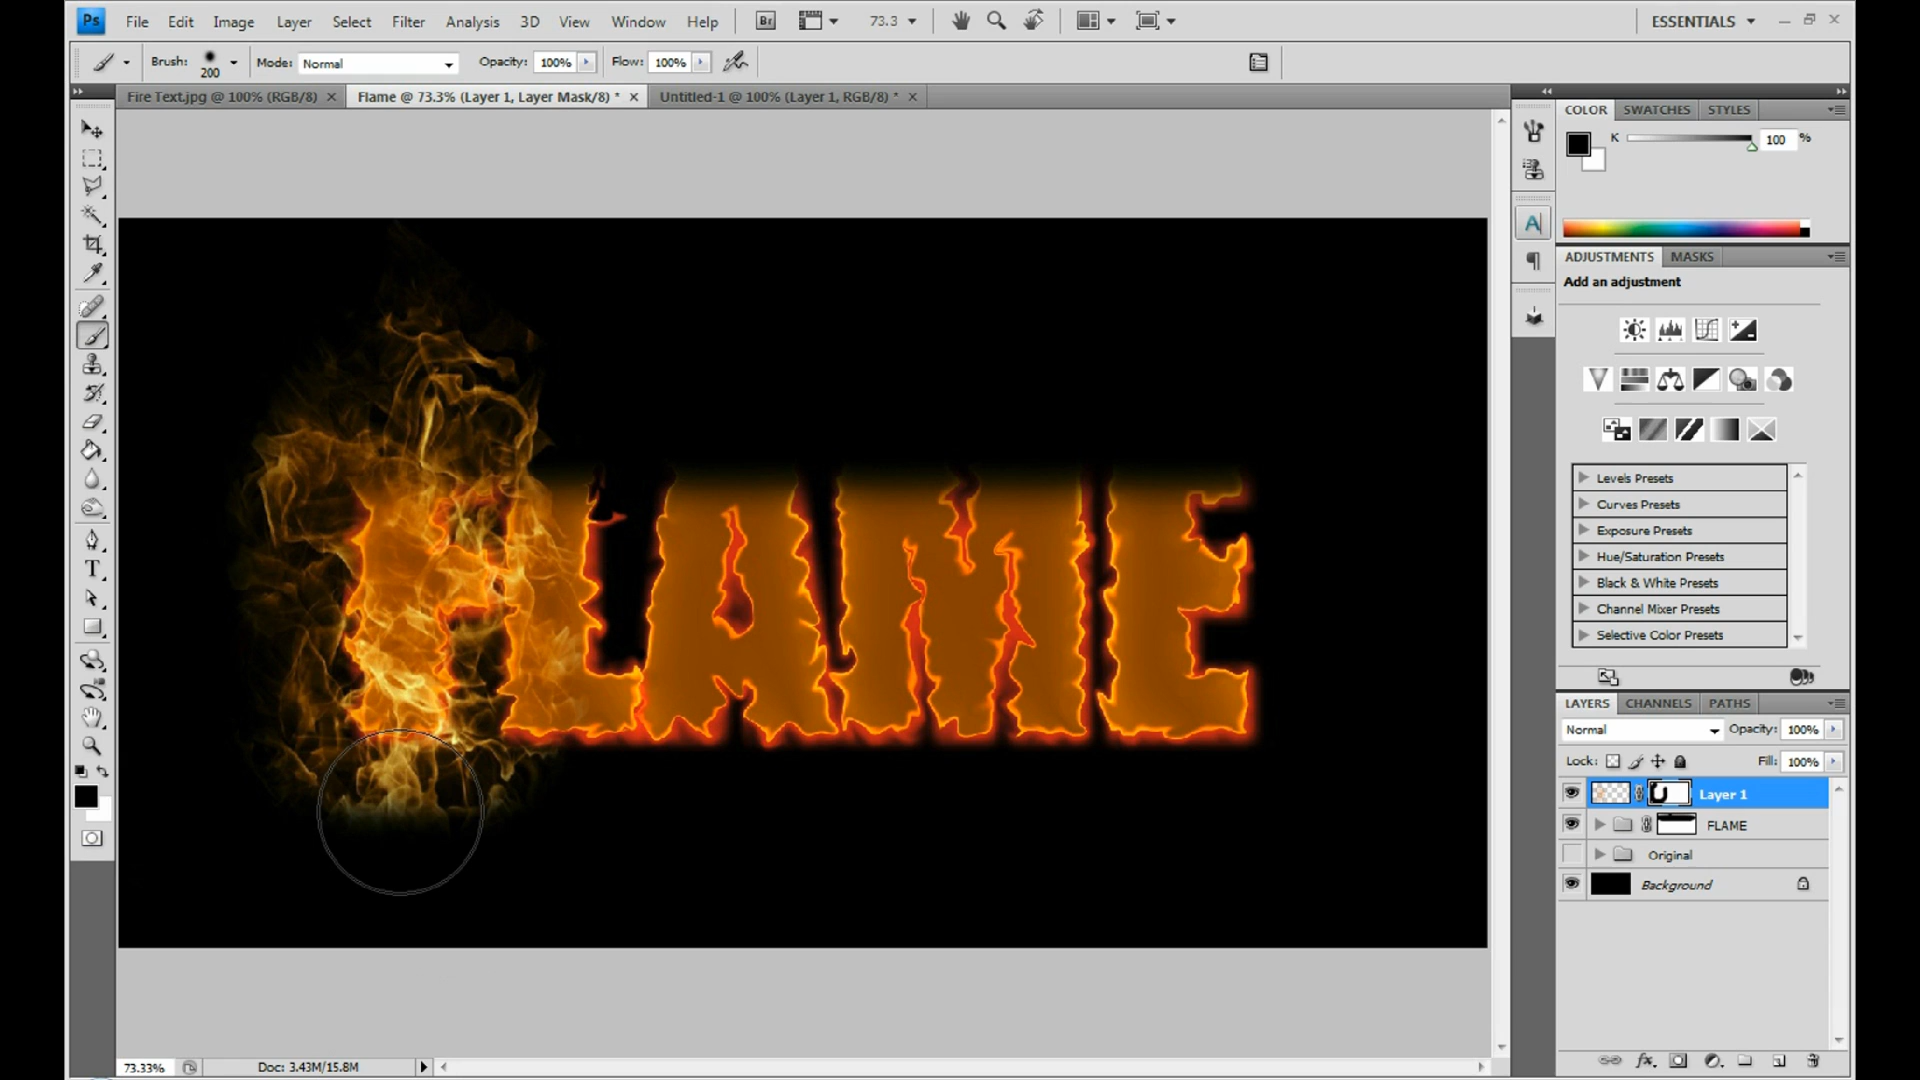 Ps File Edit Image Layer Select Filter Analysis 3D View Window Help Br 73.3 ESSENTIALS
Brush: 200 Mode: Normal Opacity: 100% Flow: 100%
Fire Text.jpg @ 100% (RGB/8) Flame @ 73.3% (Layer 1, Layer Mask/8) * Untitled-1 @ 100% (Layer 1, RGB/8) *
COLOR SWATCHES STYLES
K 100 %
ADJUSTMENTS MASKS
Add an adjustment
FLAME
Levels Presets
Curves Presets
Exposure Presets
Hue/Saturation Presets
Black & White Presets
Channel Mixer Presets
Selective Color Presets
LAYERS CHANNELS PATHS
Normal Opacity: 100%
Lock: Fill: 100%
Layer 1
FLAME
Original
Background
73.33% Doc: 3.43M/15.8M